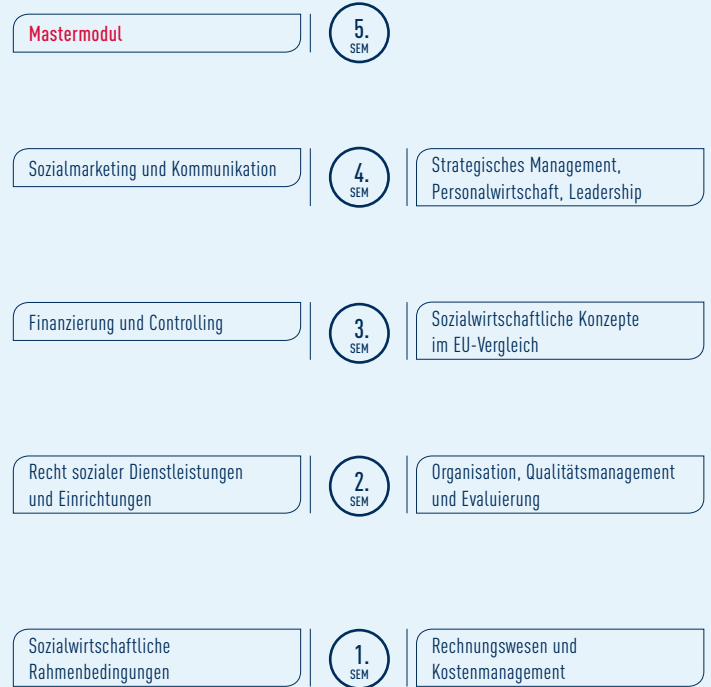 Mastermodul
5.
SEM
Sozialmarketing und Kommunikation
4.
SEM
Strategisches Management,
Personalwirtschaft, Leadership
Finanzierung und Controlling
3.
SEM
Sozialwirtschaftliche Konzepte
im EU-Vergleich
Recht sozialer Dienstleistungen
und Einrichtungen
2.
SEM
Organisation, Qualitätsmanagement
und Evaluierung
Sozialwirtschaftliche
Rahmenbedingungen
1.
SEM
Rechnungswesen und
Kostenmanagement